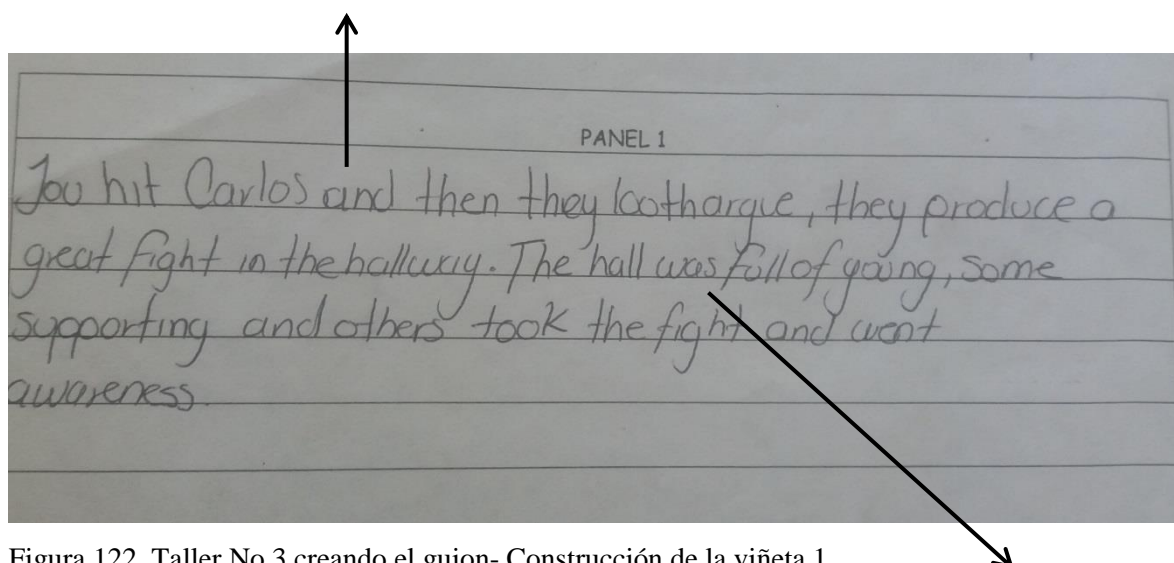 PANEL 1
Jou hit Carlos and then they bothargue, they produce a
great fight in the hallway. The hall was full of going, some
supporting and others took the fight and went
awareness.
Figura 122. Taller No 3 creando el guion- Construcción de la viñeta 1